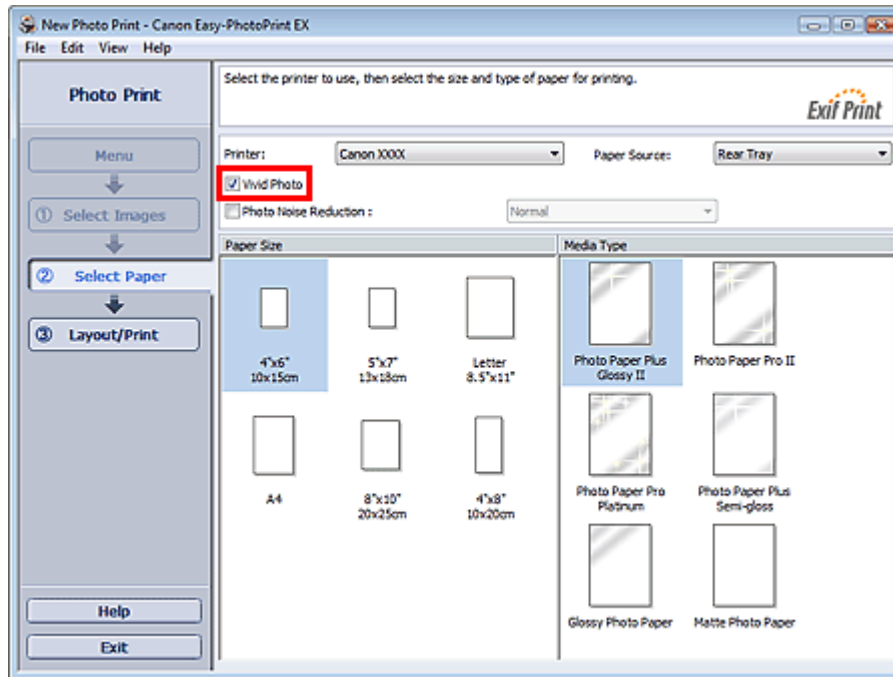 New Photo Print - Canon Easy-PhotoPrint EX
File Edit View Help
Photo Print
Menu
① Select Images
② Select Paper
③ Layout/Print
Help
Exit
Select the printer to use, then select the size and type of paper for printing.
Exif Print
Printer: Canon XXXX Paper Source: Rear Tray
Vivid Photo
Photo Noise Reduction : Normal
Paper Size
4"x6"
10x15cm
5"x7"
13x18cm
Letter
8.5"x11"
A4
8"x10"
20x25cm
4"x8"
10x20cm
Media Type
Photo Paper Plus
Glossy II
Photo Paper Pro II
Photo Paper Pro
Platinum
Photo Paper Plus
Semi-gloss
Glossy Photo Paper
Matte Photo Paper